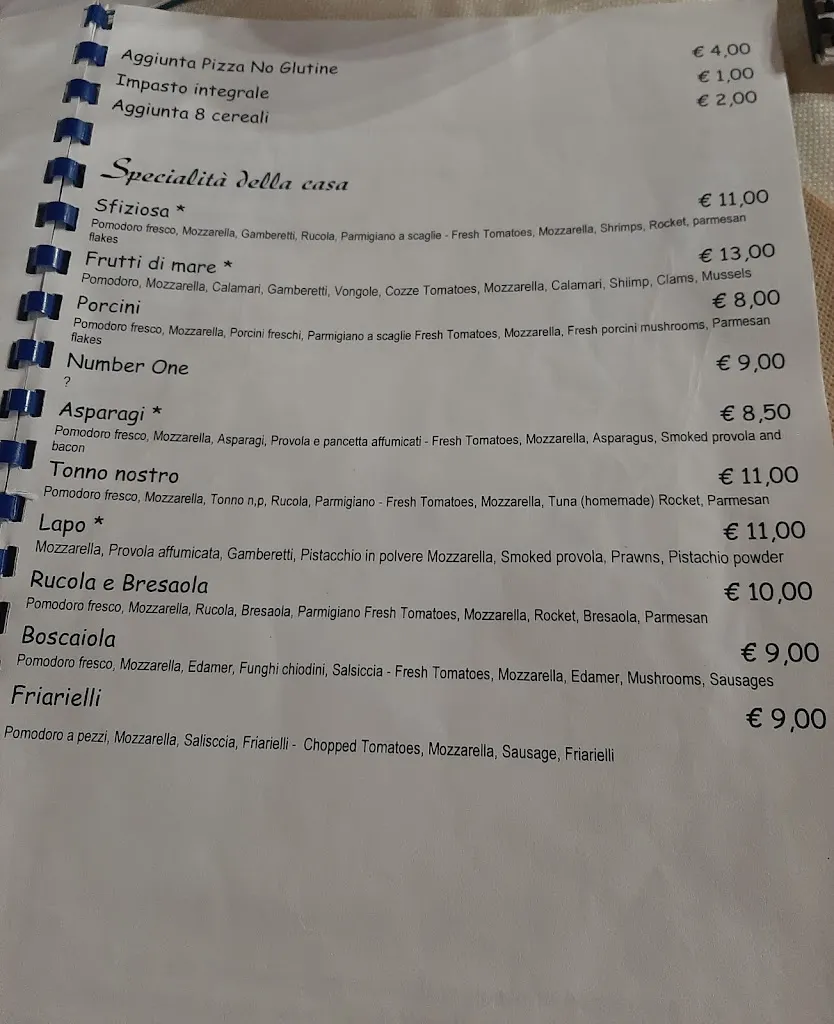 Aggiunta Pizza No Glutine € 4,00
Impasto integrale € 1,00
Aggiunta 8 cereali € 2,00
Specialità della casa
Sfiziosa * € 11,00
Pomodoro fresco, Mozzarella, Gamberetti, Rucola, Parmigiano a scaglie - Fresh Tomatoes, Mozzarella, Shrimps, Rocket, parmesan
flakes
Frutti di mare * € 13,00
Pomodoro, Mozzarella, Calamari, Gamberetti, Vongole, Cozze Tomatoes, Mozzarella, Calamari, Shiimp, Clams, Mussels
Porcini € 8,00
Pomodoro fresco, Mozzarella, Porcini freschi, Parmigiano a scaglie Fresh Tomatoes, Mozzarella, Fresh porcini mushrooms, Parmesan
flakes
Number One € 9,00
?
Asparagi * € 8,50
Pomodoro fresco, Mozzarella, Asparagi, Provola e pancetta affumicati - Fresh Tomatoes, Mozzarella, Asparagus, Smoked provola and
bacon
Tonno nostro € 11,00
Pomodoro fresco, Mozzarella, Tonno n,p, Rucola, Parmigiano - Fresh Tomatoes, Mozzarella, Tuna (homemade) Rocket, Parmesan
Lapo * € 11,00
Mozzarella, Provola affumicata, Gamberetti, Pistacchio in polvere Mozzarella, Smoked provola, Prawns, Pistachio powder
Rucola e Bresaola € 10,00
Pomodoro fresco, Mozzarella, Rucola, Bresaola, Parmigiano Fresh Tomatoes, Mozzarella, Rocket, Bresaola, Parmesan
Boscaiola € 9,00
Pomodoro fresco, Mozzarella, Edamer, Funghi chiodini, Salsiccia - Fresh Tomatoes, Mozzarella, Edamer, Mushrooms, Sausages
Friarielli € 9,00
Pomodoro a pezzi, Mozzarella, Salisccia, Friarielli - Chopped Tomatoes, Mozzarella, Sausage, Friarielli